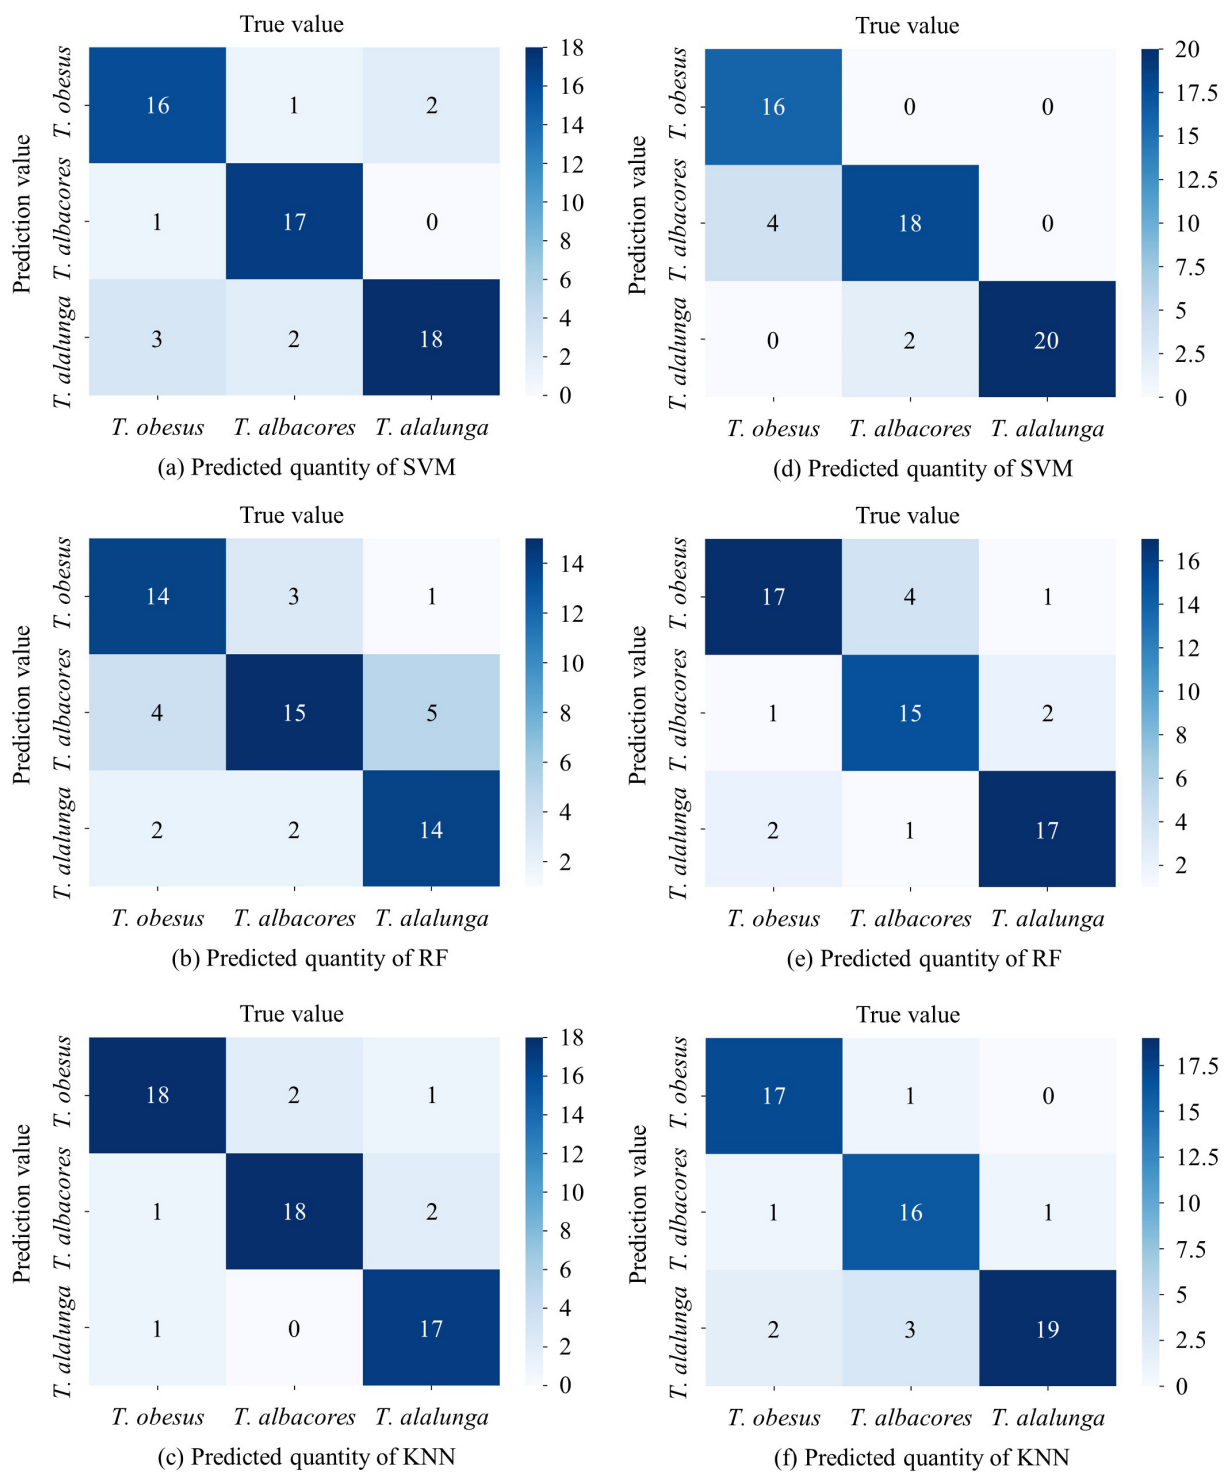 True value
Prediction value
T. obesus
T. albacores
T. alalunga
16 1 2
1 17 0
3 2 18
18
16
14
12
10
8
6
4
2
0
T. obesus T. albacores T. alalunga
(a) Predicted quantity of SVM
True value
Prediction value
T. obesus
T. albacores
T. alalunga
16 0 0
4 18 0
0 2 20
20
17.5
15
12.5
10
7.5
5
2.5
0
T. obesus T. albacores T. alalunga
(d) Predicted quantity of SVM
True value
Prediction value
T. obesus
T. albacores
T. alalunga
14 3 1
4 15 5
2 2 14
14
12
10
8
6
4
2
T. obesus T. albacores T. alalunga
(b) Predicted quantity of RF
True value
Prediction value
T. obesus
T. albacores
T. alalunga
17 4 1
1 15 2
2 1 17
16
14
12
10
8
6
4
2
T. obesus T. albacores T. alalunga
(e) Predicted quantity of RF
True value
Prediction value
T. obesus
T. albacores
T. alalunga
18 2 1
1 18 2
1 0 17
18
16
14
12
10
8
6
4
2
0
T. obesus T. albacores T. alalunga
(c) Predicted quantity of KNN
True value
Prediction value
T. obesus
T. albacores
T. alalunga
17 1 0
1 16 1
2 3 19
17.5
15
12.5
10
7.5
5
2.5
0
T. obesus T. albacores T. alalunga
(f) Predicted quantity of KNN